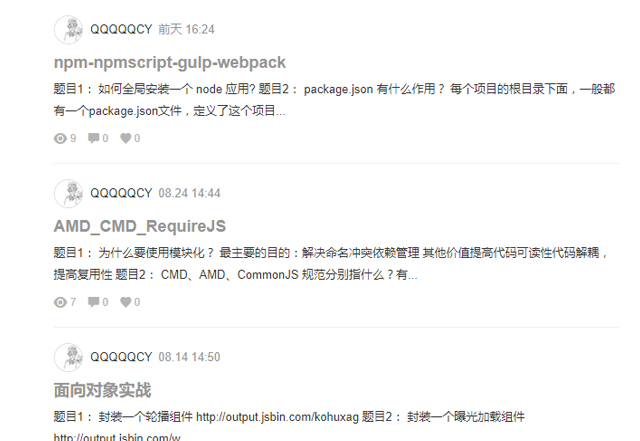 QQQQQCY 前天 16:24
npm-npmscript-gulp-webpack
题目1： 如何全局安装一个 node 应用? 题目2： package.json 有什么作用？ 每个项目的根目录下面，一般都
有一个package.json文件，定义了这个项目...
9 0 0
QQQQQCY 08.24 14:44
AMD_CMD_RequireJS
题目1： 为什么要使用模块化？ 最主要的目的：解决命名冲突依赖管理 其他价值提高代码可读性代码解耦，
提高复用性 题目2： CMD、AMD、CommonJS 规范分别指什么？有...
7 0 0
QQQQQCY 08.14 14:50
面向对象实战
题目1： 封装一个轮播组件 http://output.jsbin.com/kohuxag 题目2： 封装一个曝光加载组件
http://output.jsbin.com/w...